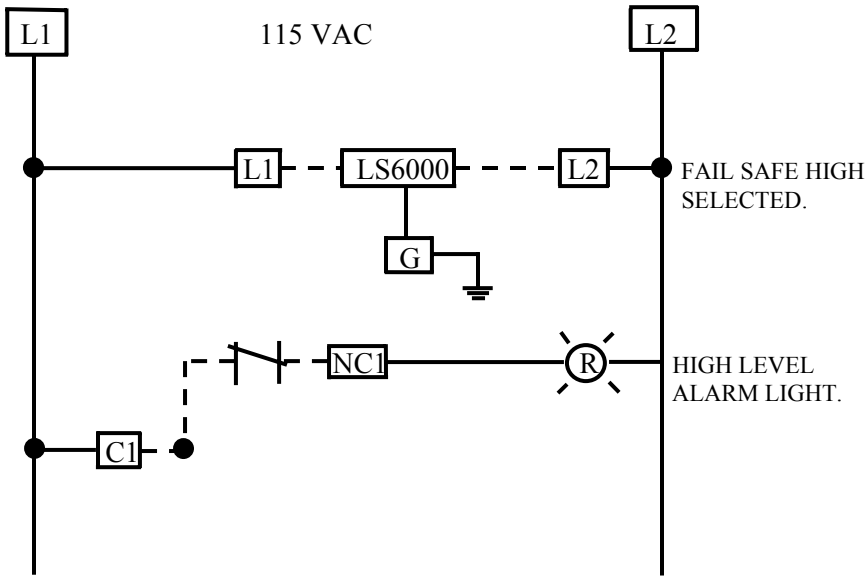 L1
115 VAC
L2
L1
LS6000
L2
FAIL SAFE HIGH
SELECTED.
G
NC1
R
HIGH LEVEL
ALARM LIGHT.
C1